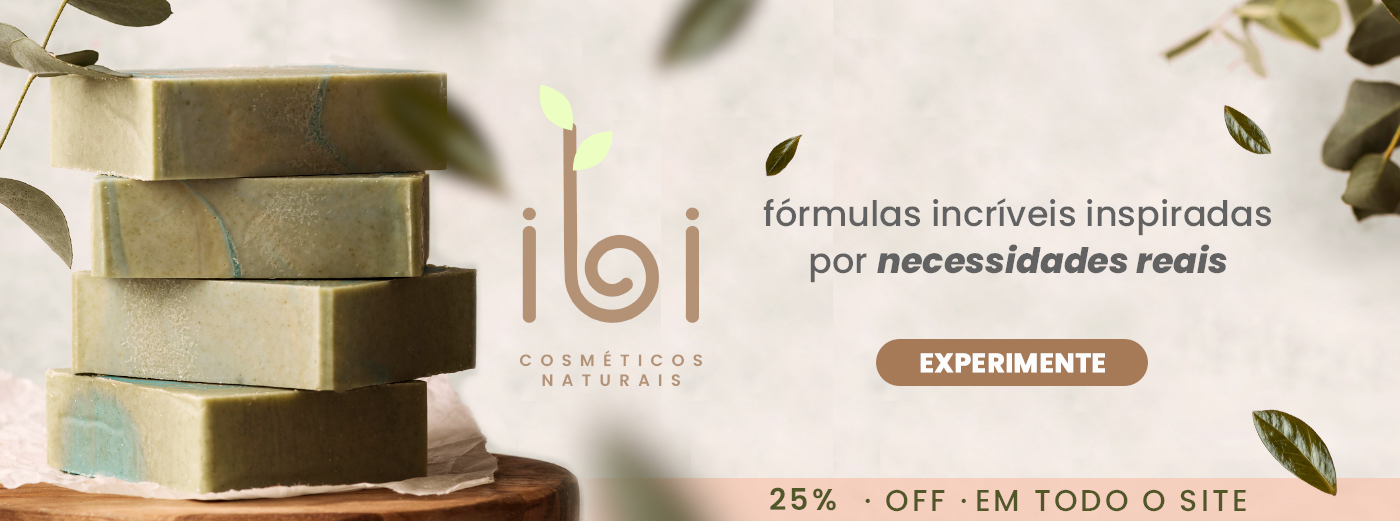 ibi
COSMÉTICOS
NATURAIS
fórmulas incríveis inspiradas
por necessidades reais
EXPERIMENTE
25% · OFF · EM TODO O SITE